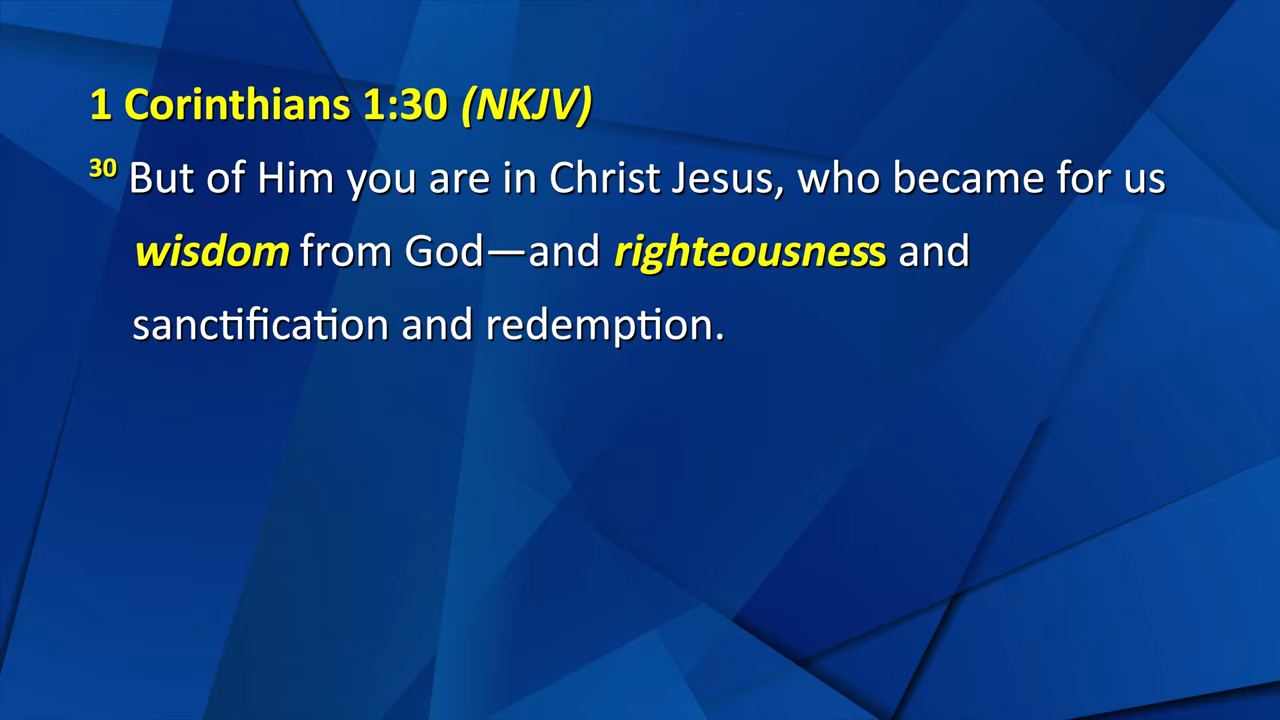 1 Corinthians 1:30 (NKJV)
30 But of Him you are in Christ Jesus, who became for us
wisdom from God—and righteousness and
sanctification and redemption.